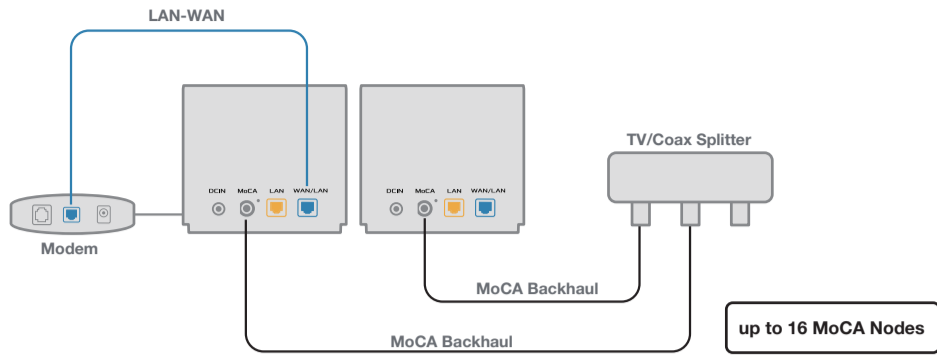 LAN-WAN
TV/Coax Splitter
DCIN MoCA LAN WAN/LAN
DCIN MoCA LAN WAN/LAN
Modem
MoCA Backhaul
up to 16 MoCA Nodes
MoCA Backhaul